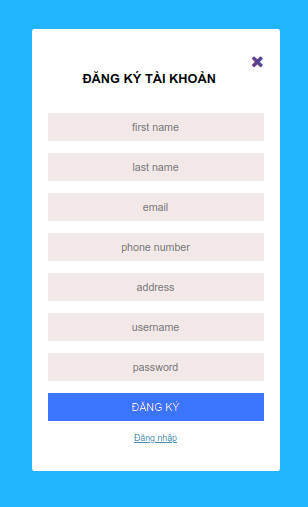 ĐĂNG KÝ TÀI KHOẢN
first name
last name
email
phone number
address
username
password
ĐĂNG KÝ
Đăng nhập